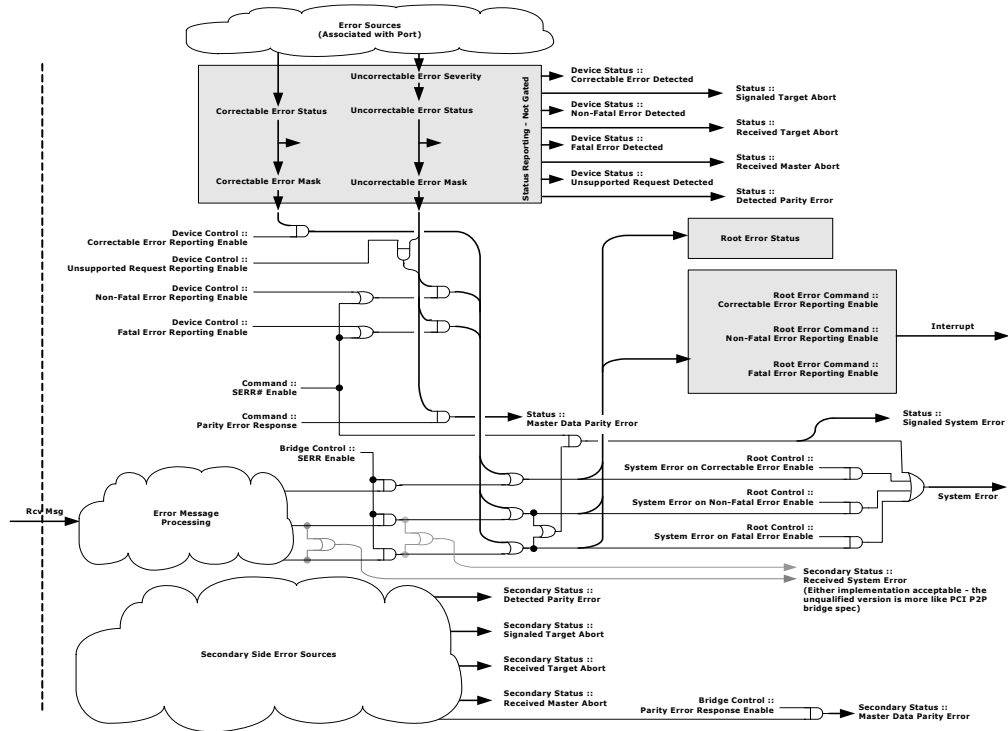 Error Sources
(Associated with Port)
Uncorrectable Error Severity
Correctable Error Status
Uncorrectable Error Status
Correctable Error Mask
Uncorrectable Error Mask
Status Reporting - Not Gated
Device Status ::
Correctable Error Detected
Status ::
Signaled Target Abort
Device Status ::
Non-Fatal Error Detected
Status ::
Received Target Abort
Device Status ::
Fatal Error Detected
Status ::
Received Master Abort
Device Status ::
Unsupported Request Detected
Status ::
Detected Parity Error
Device Control ::
Correctable Error Reporting Enable
Device Control ::
Unsupported Request Reporting Enable
Device Control ::
Non-Fatal Error Reporting Enable
Device Control ::
Fatal Error Reporting Enable
Root Error Status
Root Error Command ::
Correctable Error Reporting Enable
Root Error Command ::
Non-Fatal Error Reporting Enable
Root Error Command ::
Fatal Error Reporting Enable
Interrupt
Command ::
SERR# Enable
Command ::
Parity Error Response
Status ::
Master Data Parity Error
Status ::
Signaled System Error
Bridge Control ::
SERR Enable
Root Control ::
System Error on Correctable Error Enable
Root Control ::
System Error on Non-Fatal Error Enable
Root Control ::
System Error on Fatal Error Enable
System Error
Rcv Msg
Error Message
Processing
Secondary Status ::
Received System Error
(Either implementation acceptable - the
unqualified version is more like PCI P2P
bridge spec)
Secondary Side Error Sources
Secondary Status ::
Detected Parity Error
Secondary Status ::
Signaled Target Abort
Secondary Status ::
Received Target Abort
Secondary Status ::
Received Master Abort
Bridge Control ::
Parity Error Response Enable
Secondary Status ::
Master Data Parity Error